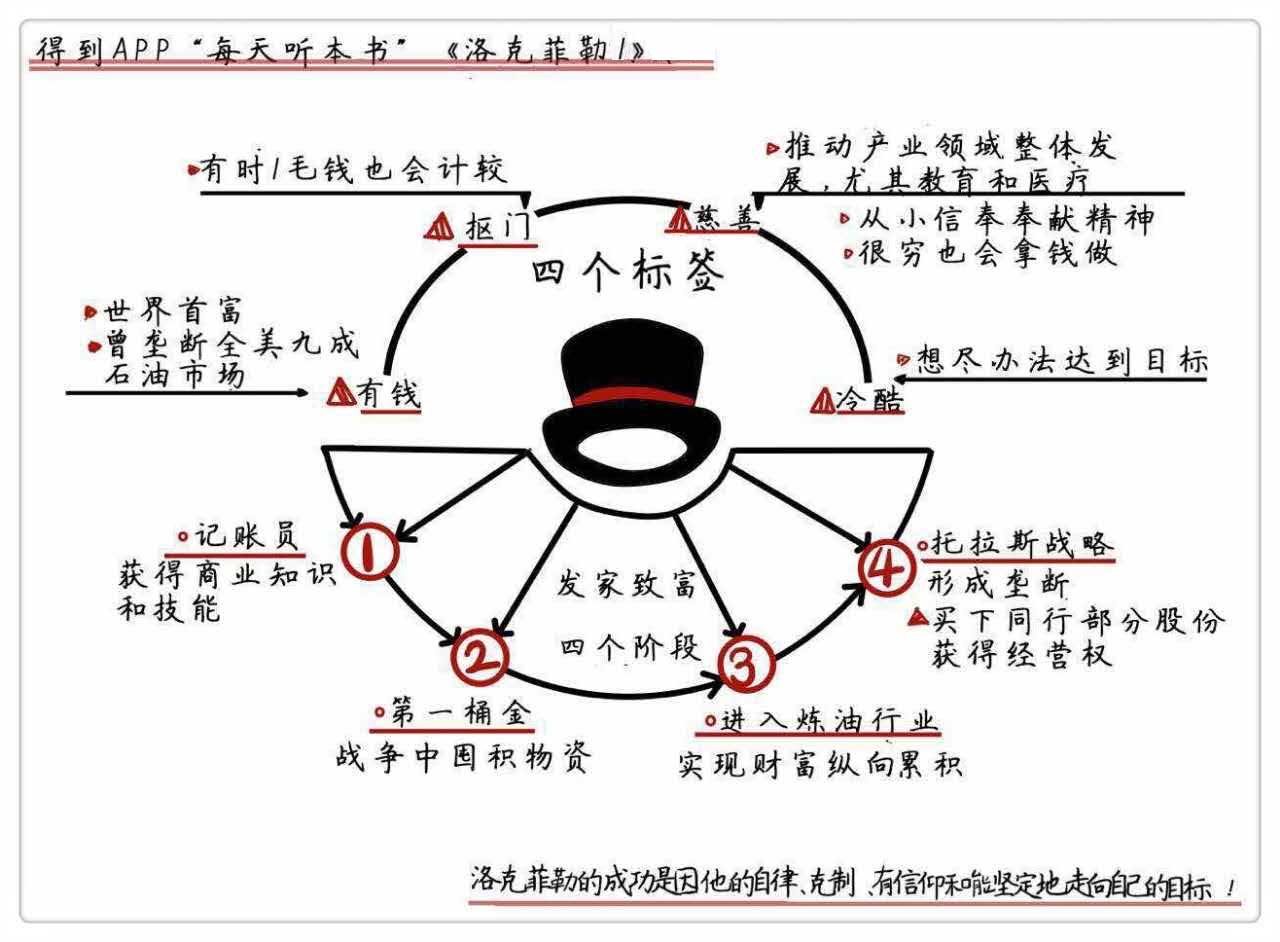 得到APP“每天听本书”《洛克菲勒1》
有时1毛钱也会计较
抠门
推动产业领域整体发
展,尤其教育和医疗
慈善
从小信奉奉献精神
很穷也会拿钱做
四个标签
世界首富
曾垄断全美九成
石油市场
有钱
想尽办法达到目标
冷酷
①
记账员
获得商业知识
和技能
发家致富
四个阶段
②
第一桶金
战争中囤积物资
③
进入炼油行业
实现财富纵向累积
④
托拉斯战略
形成垄断
买下同行部分股份
获得经营权
洛克菲勒的成功是因他的自律、克制、有信仰和能坚定地走向自己的目标!